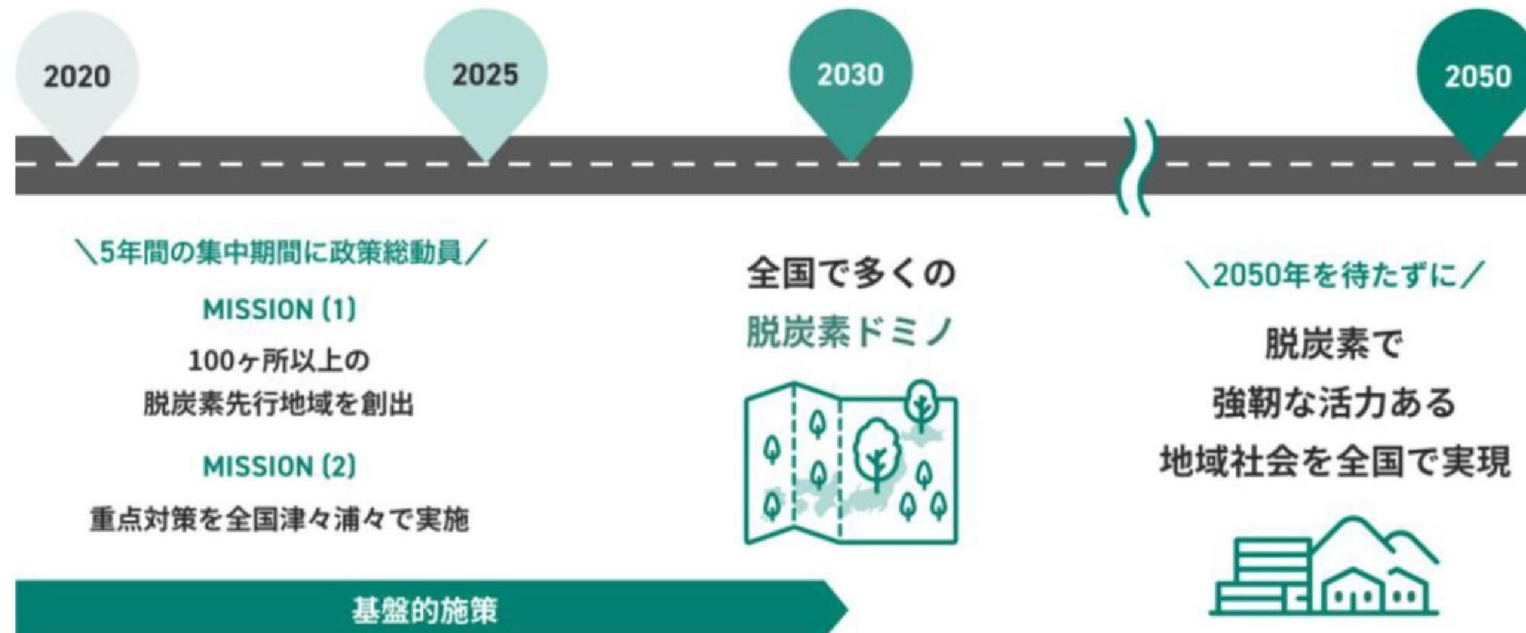 2020
2025
2030
2050
＼5年間の集中期間に政策総動員／
MISSION (1)
100ヶ所以上の
脱炭素先行地域を創出
MISSION (2)
重点対策を全国津々浦々で実施
基盤的施策
全国で多くの
脱炭素ドミノ
＼2050年を待たずに／
脱炭素で
強靭な活力ある
地域社会を全国で実現